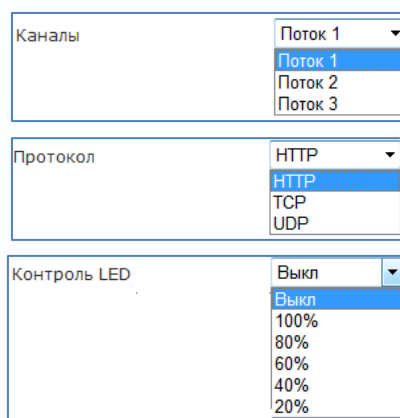 Каналы Поток 1
Поток 1
Поток 2
Поток 3
Протокол HTTP
HTTP
TCP
UDP
Контроль LED Выкл
Выкл
100%
80%
60%
40%
20%